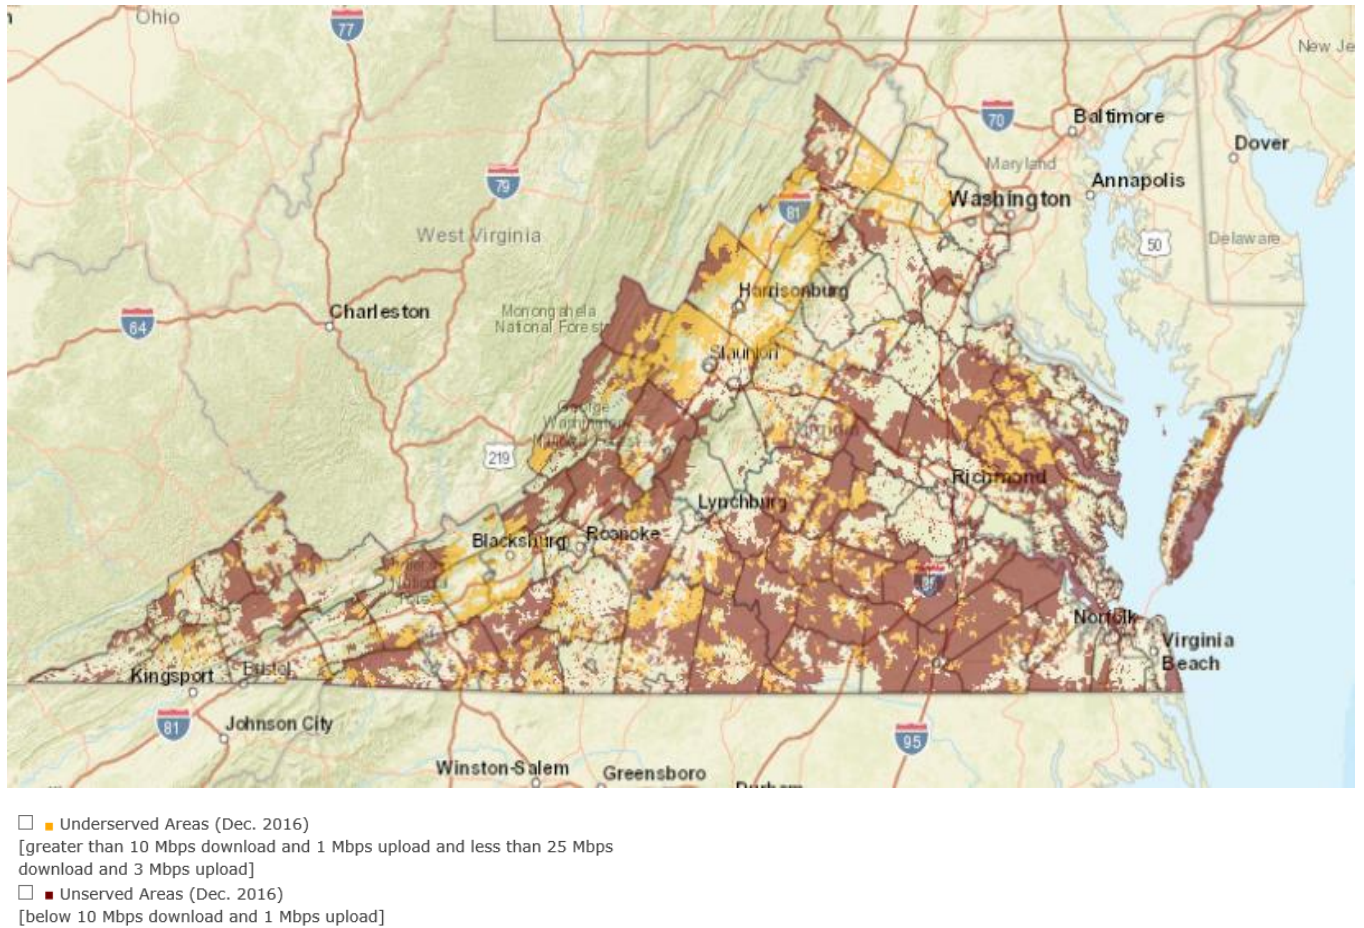 Ohio
77
New Je
70
Baltimore
Dover
Maryland
79
Annapolis
Washington
81
West Virginia
50
Delaware
Harrisonburg
Charleston
Monongahela
National Forest
64
Staunton
George
Washington
219
Richmond
Lynchburg
Blacksburg
Roanoke
Norfolk
Virginia
Beach
Kingsport
Bristol
81
Johnson City
95
Winston-Salem
Greensboro
Durham
Underserved Areas (Dec. 2016)
[greater than 10 Mbps download and 1 Mbps upload and less than 25 Mbps
download and 3 Mbps upload]
Unserved Areas (Dec. 2016)
[below 10 Mbps download and 1 Mbps upload]